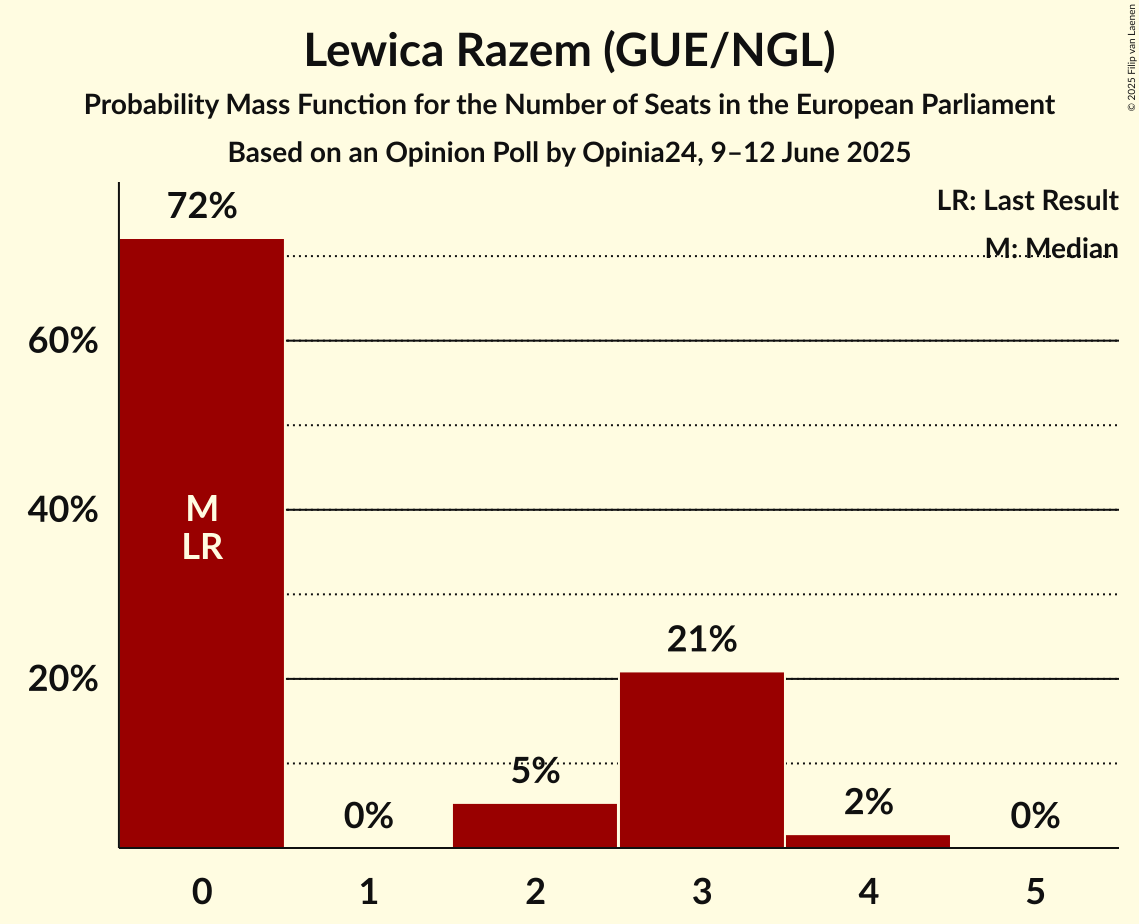 Lewica Razem (GUE/NGL)
Probability Mass Function for the Number of Seats in the European Parliament
Based on an Opinion Poll by Opinia24, 9–12 June 2025
© 2025 Filip van Laenen
LR: Last Result
M: Median
72%
60%
40%
20%
M
LR
0%
5%
21%
2%
0%
0 1 2 3 4 5